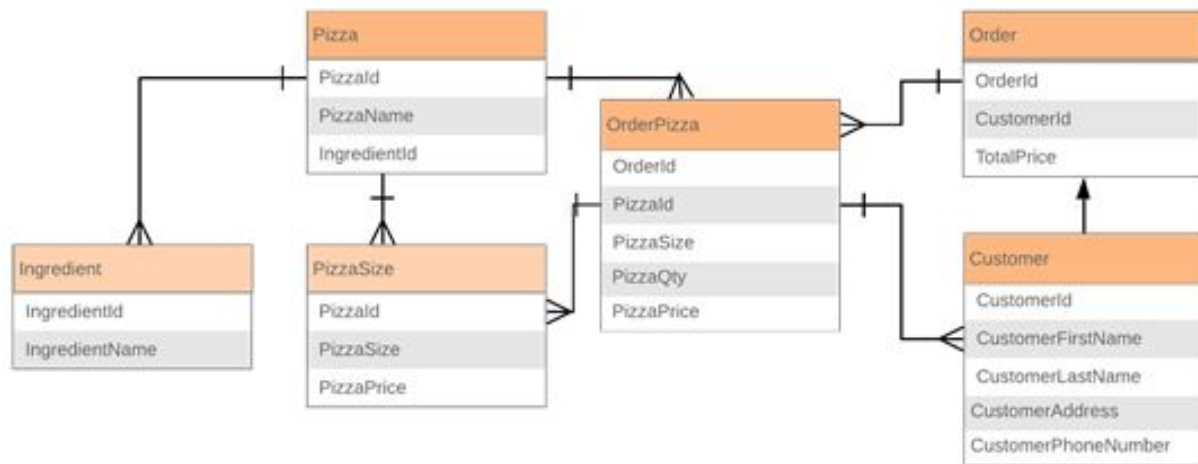 Pizza
PizzaId
PizzaName
IngredientId
Order
OrderId
CustomerId
TotalPrice
OrderPizza
OrderId
PizzaId
PizzaSize
PizzaQty
PizzaPrice
Ingredient
IngredientId
IngredientName
PizzaSize
PizzaId
PizzaSize
PizzaPrice
Customer
CustomerId
CustomerFirstName
CustomerLastName
CustomerAddress
CustomerPhoneNumber